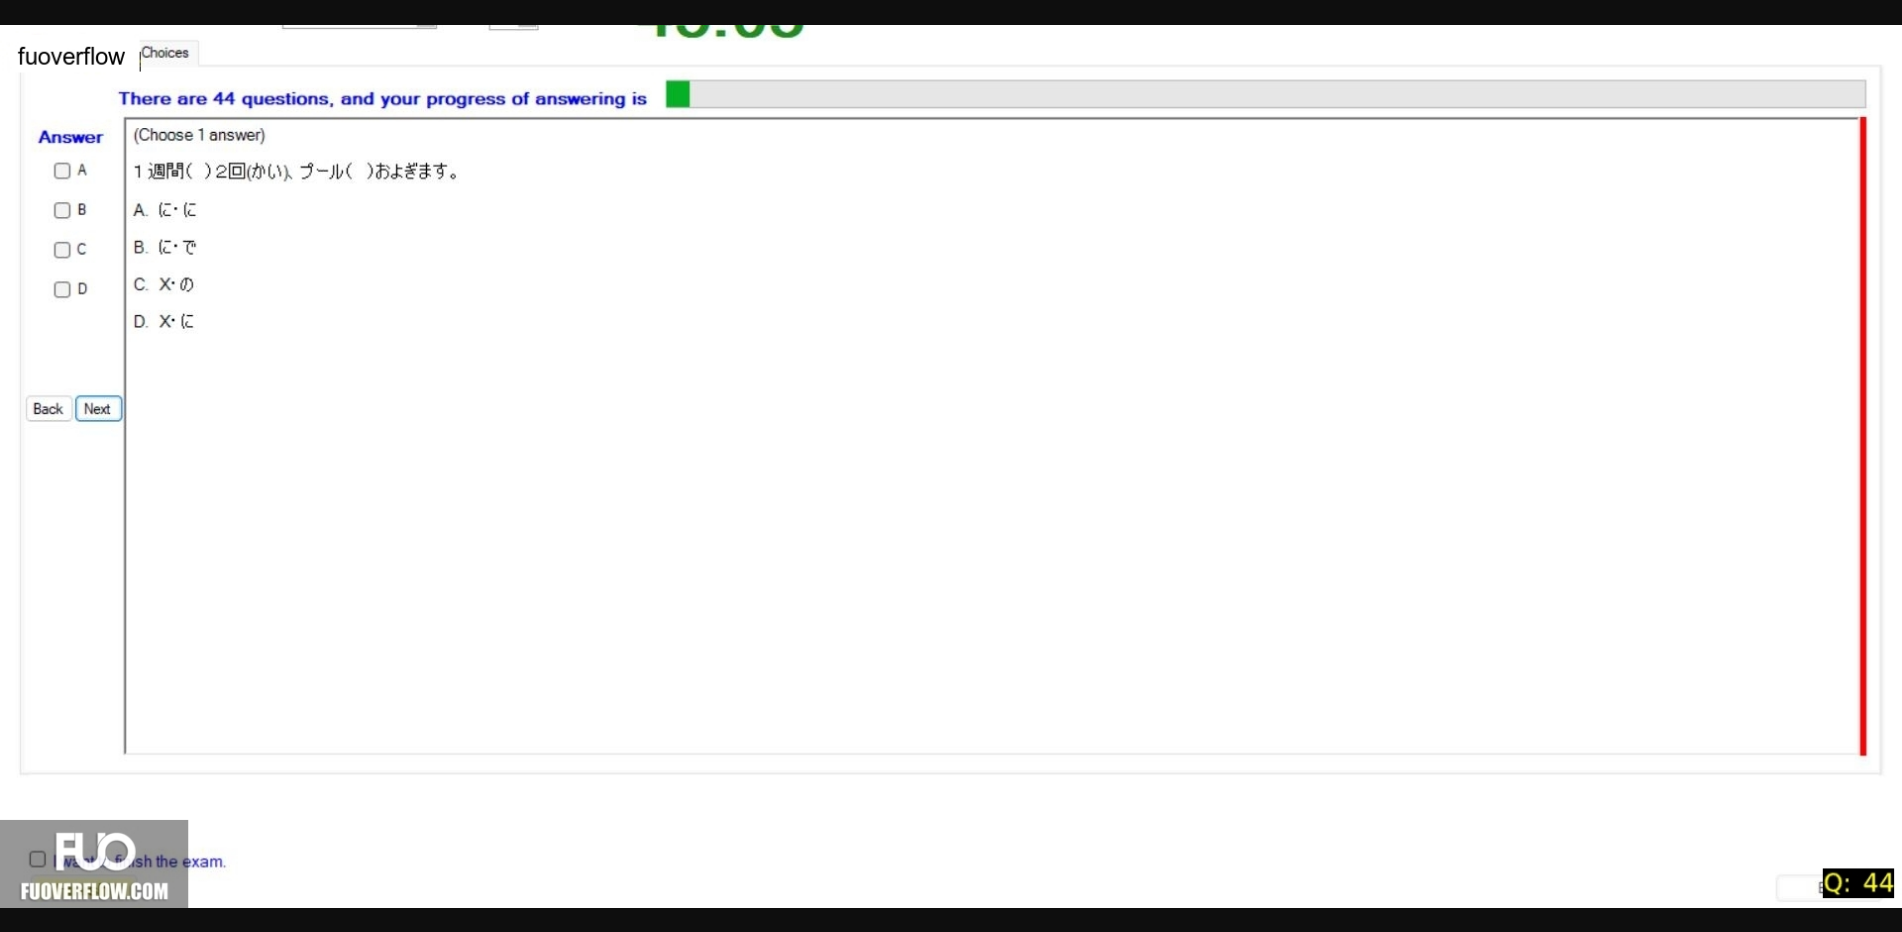 fuoverflow
Choices
There are 44 questions, and your progress of answering is
Answer
(Choose 1 answer)
A
1 週間( )2回(かい)、プール( )およぎます。
B
A. に・に
C
B. に・で
D
C. X・の
D. X・に
Back
Next
FUO
finish the exam.
FUOVERFLOW.COM
Q: 44